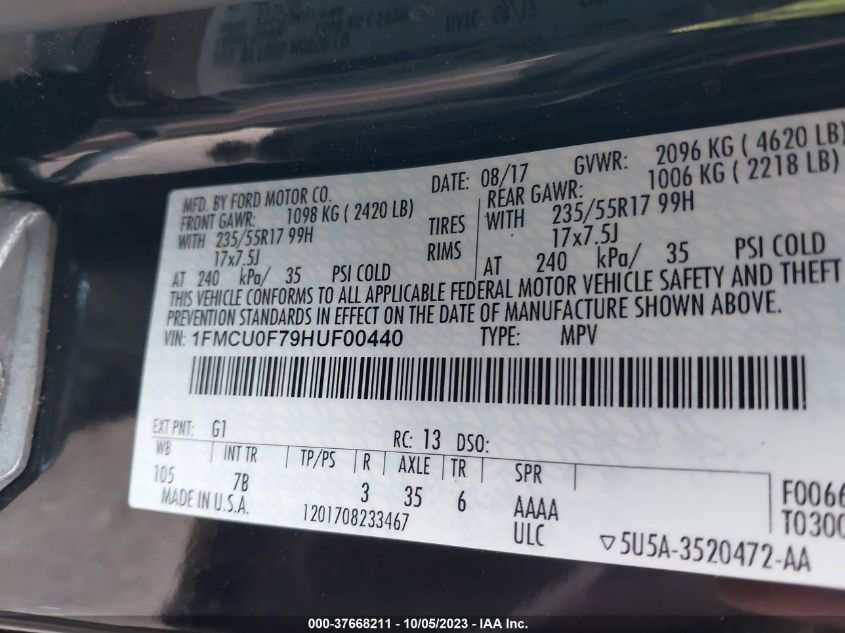 MFD. BY FORD MOTOR CO.
DATE: 08/17 GVWR: 2096 KG ( 4620 LB)
FRONT GAWR: 1098 KG ( 2420 LB)
REAR GAWR: 1006 KG ( 2218 LB)
WITH 235/55R17 99H TIRES WITH 235/55R17 99H
17x7.5J RIMS 17x7.5J
AT 240 kPa/ 35 PSI COLD AT 240 kPa/ 35 PSI COLD
THIS VEHICLE CONFORMS TO ALL APPLICABLE FEDERAL MOTOR VEHICLE SAFETY AND THEFT
PREVENTION STANDARDS IN EFFECT ON THE DATE OF MANUFACTURE SHOWN ABOVE.
VIN: 1FMCU0F79HUF00440 TYPE: MPV
EXT PNT: G1 RC: 13 DSO:
WB INT TR TP/PS R AXLE TR SPR
105 7B 3 35 6 AAAA F0066
MADE IN U.S.A. 1201708233467 ULC T0300
▽5U5A-3520472-AA
000-37668211 - 10/05/2023 - IAA Inc.